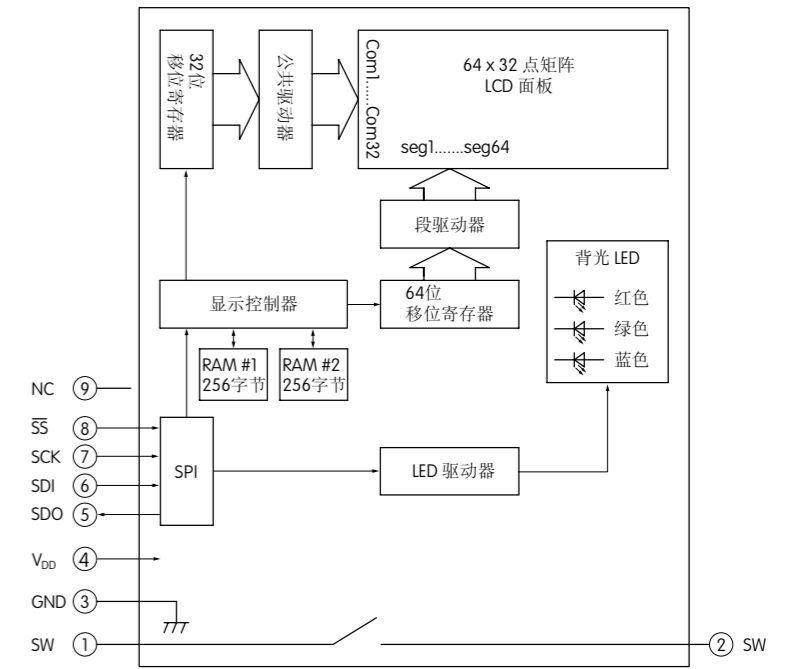 32位
移位寄存器
公共驱动器
Com1......Com32
64 x 32 点矩阵
LCD 面板
seg1.......seg64
段驱动器
背光 LED
红色
绿色
蓝色
显示控制器
64位
移位寄存器
RAM #1
256字节
RAM #2
256字节
NC ⑨
S̅S̅ ⑧
SCK ⑦
SDI ⑥
SDO ⑤
SPI
LED 驱动器
VDD ④
GND ③
SW ①
② SW